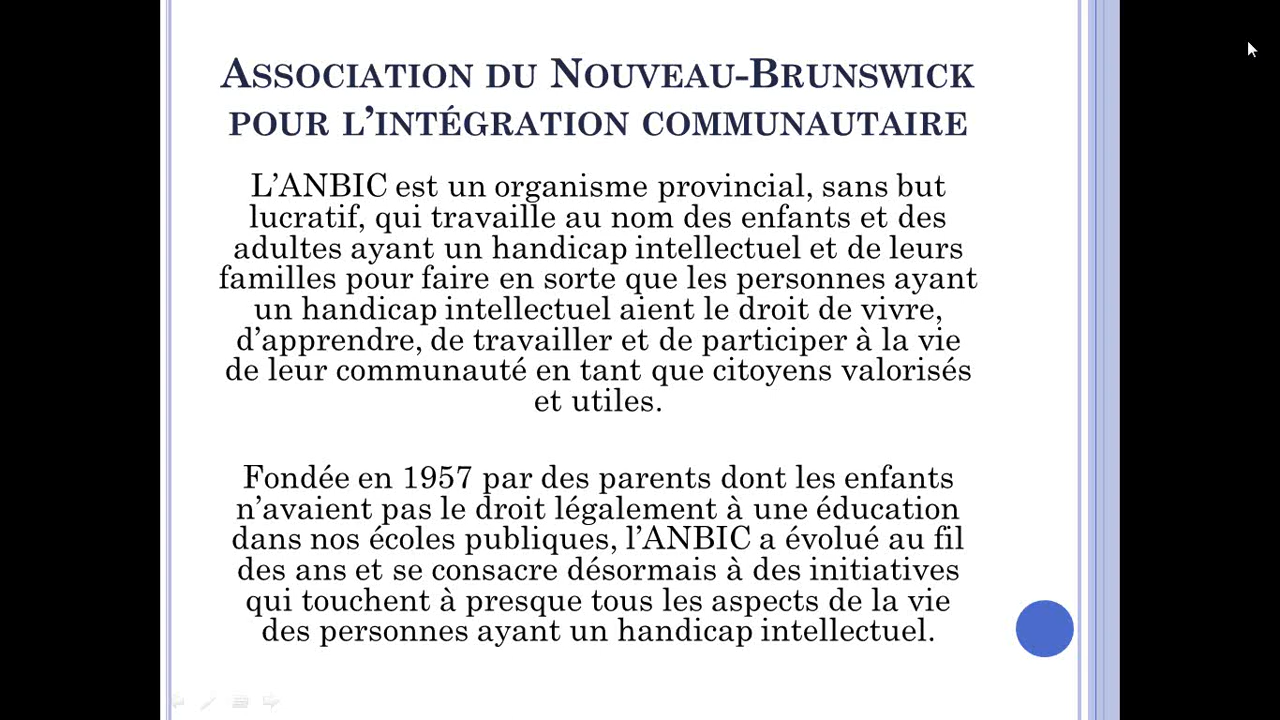 Association du Nouveau-Brunswick
pour l’intégration communautaire
L’ANBIC est un organisme provincial, sans but
lucratif, qui travaille au nom des enfants et des
adultes ayant un handicap intellectuel et de leurs
familles pour faire en sorte que les personnes ayant
un handicap intellectuel aient le droit de vivre,
d’apprendre, de travailler et de participer à la vie
de leur communauté en tant que citoyens valorisés
et utiles.
Fondée en 1957 par des parents dont les enfants
n’avaient pas le droit légalement à une éducation
dans nos écoles publiques, l’ANBIC a évolué au fil
des ans et se consacre désormais à des initiatives
qui touchent à presque tous les aspects de la vie
des personnes ayant un handicap intellectuel.